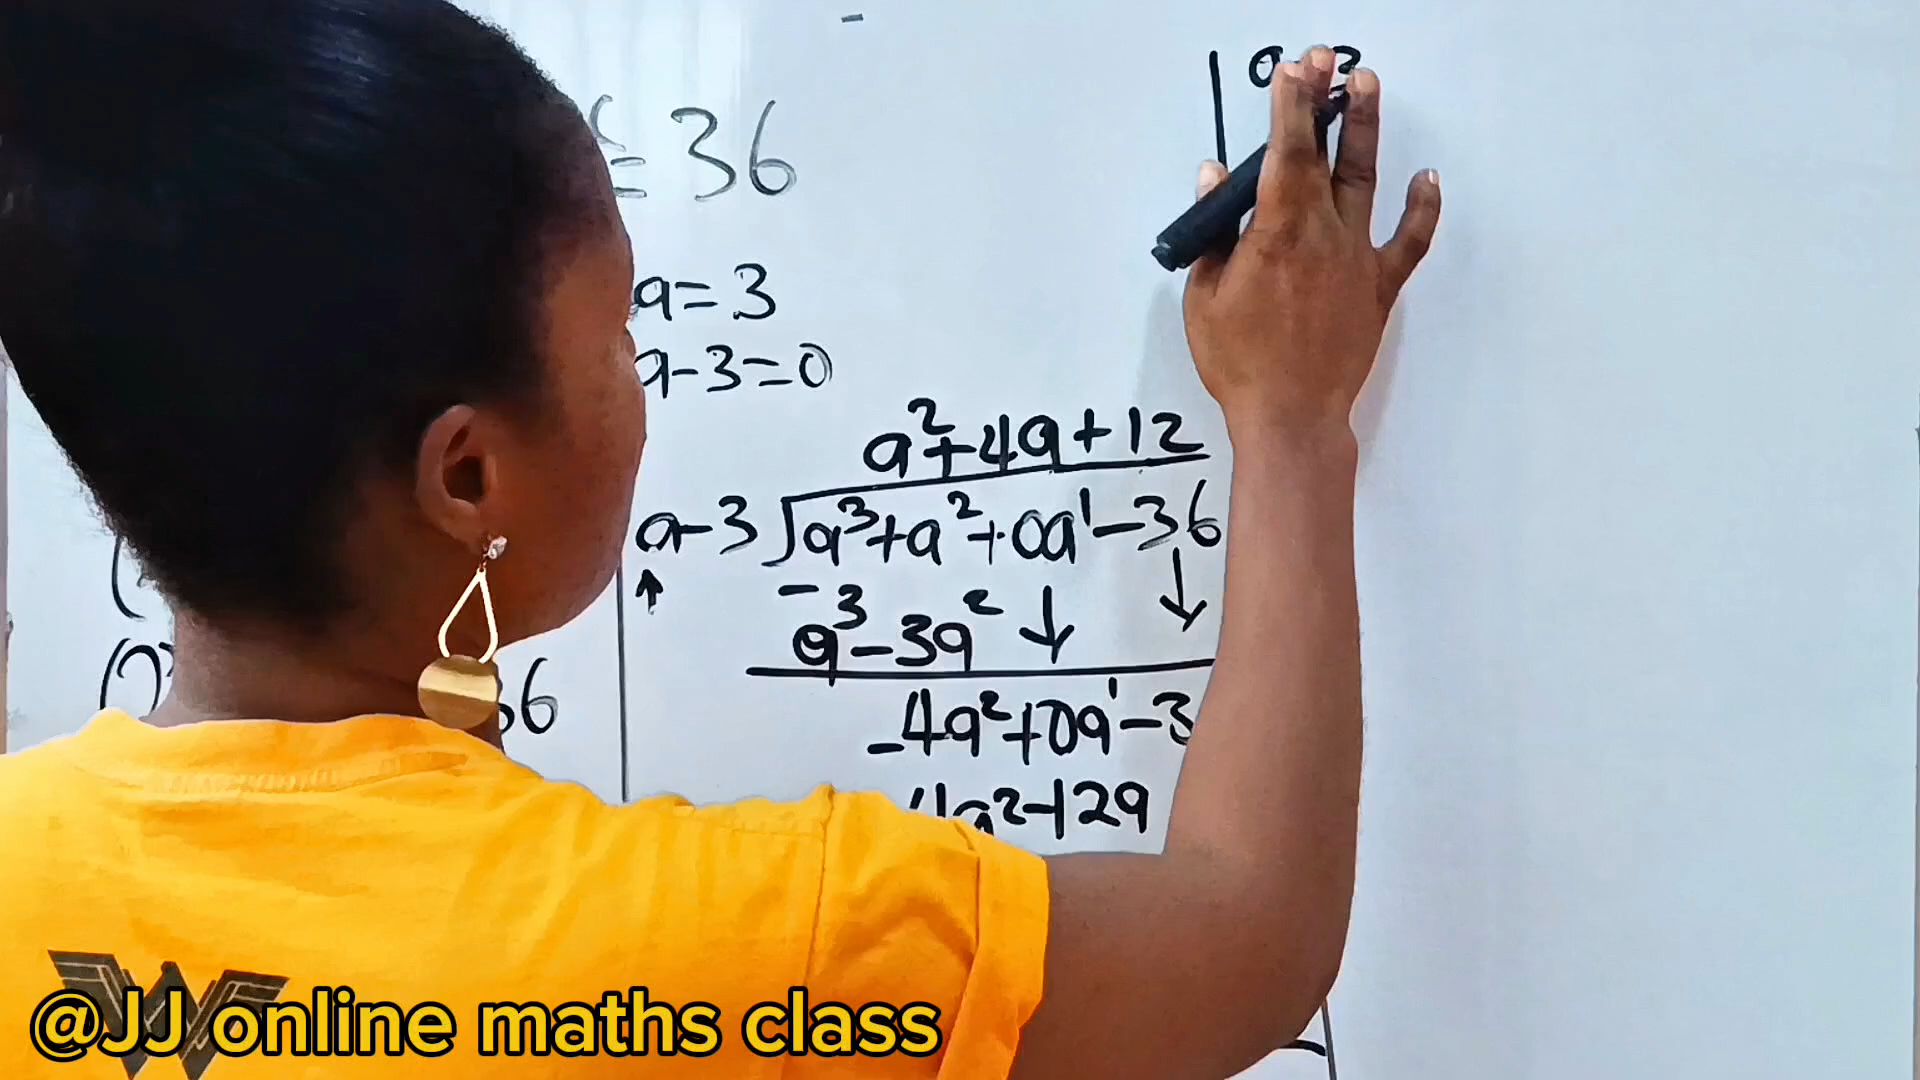 = 36
a=3
a-3=0
a²+4a+12
a-3 a³+a²+0a¹-36
- a³-3a²
-4a²+0a¹-3
4a²-12a
36
@JJ online maths class